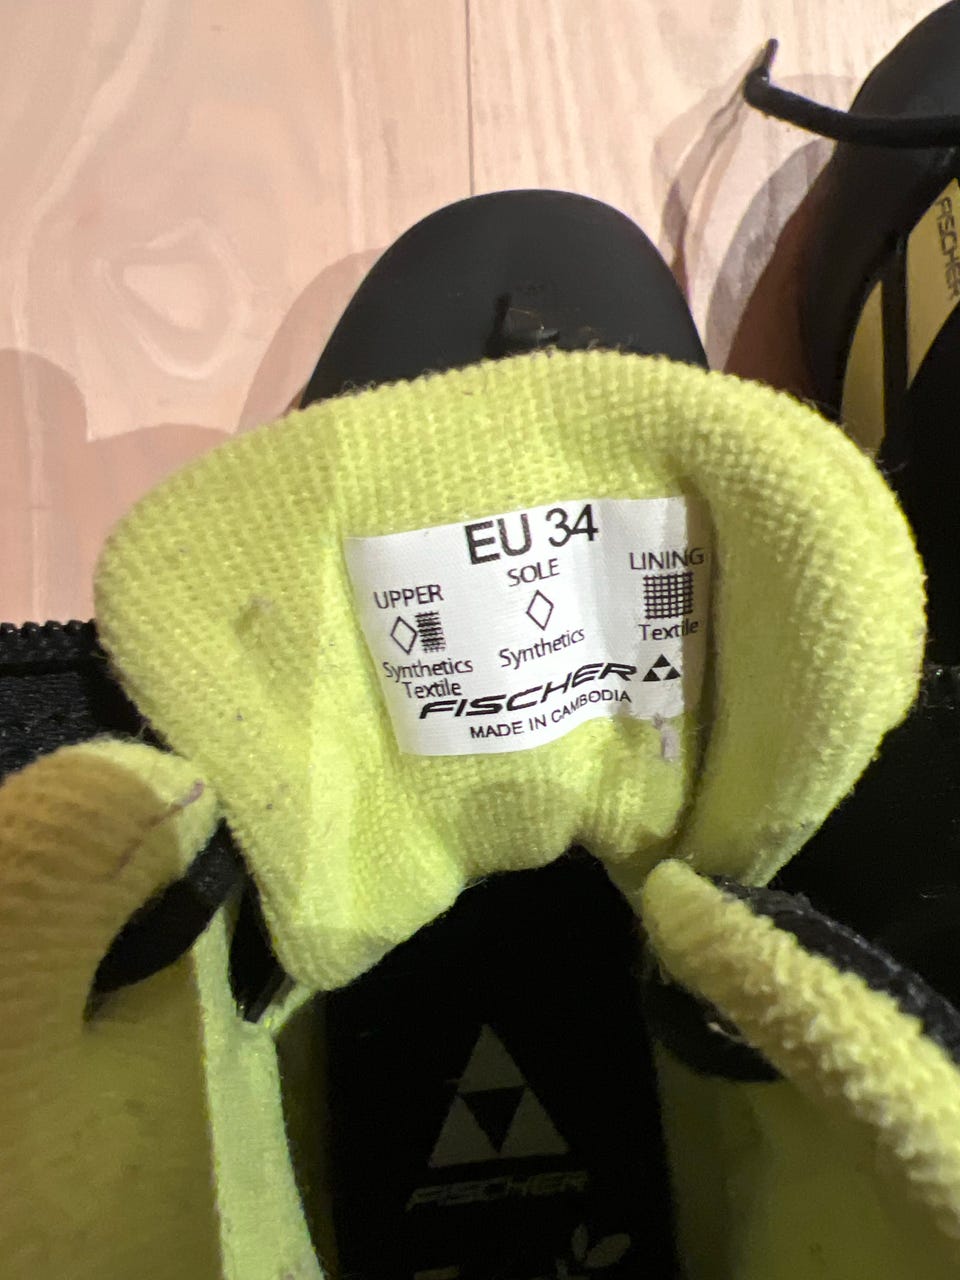 EU 34
UPPER
SOLE
LINING
Synthetics
Textile
Synthetics
Textile
FISCHER
MADE IN CAMBODIA
FISCHER
FISCHER